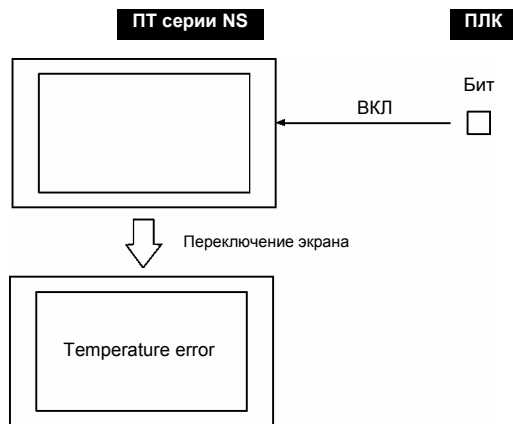 ПТ серии NS
ПЛК
Бит
ВКЛ
Переключение экрана
Temperature error